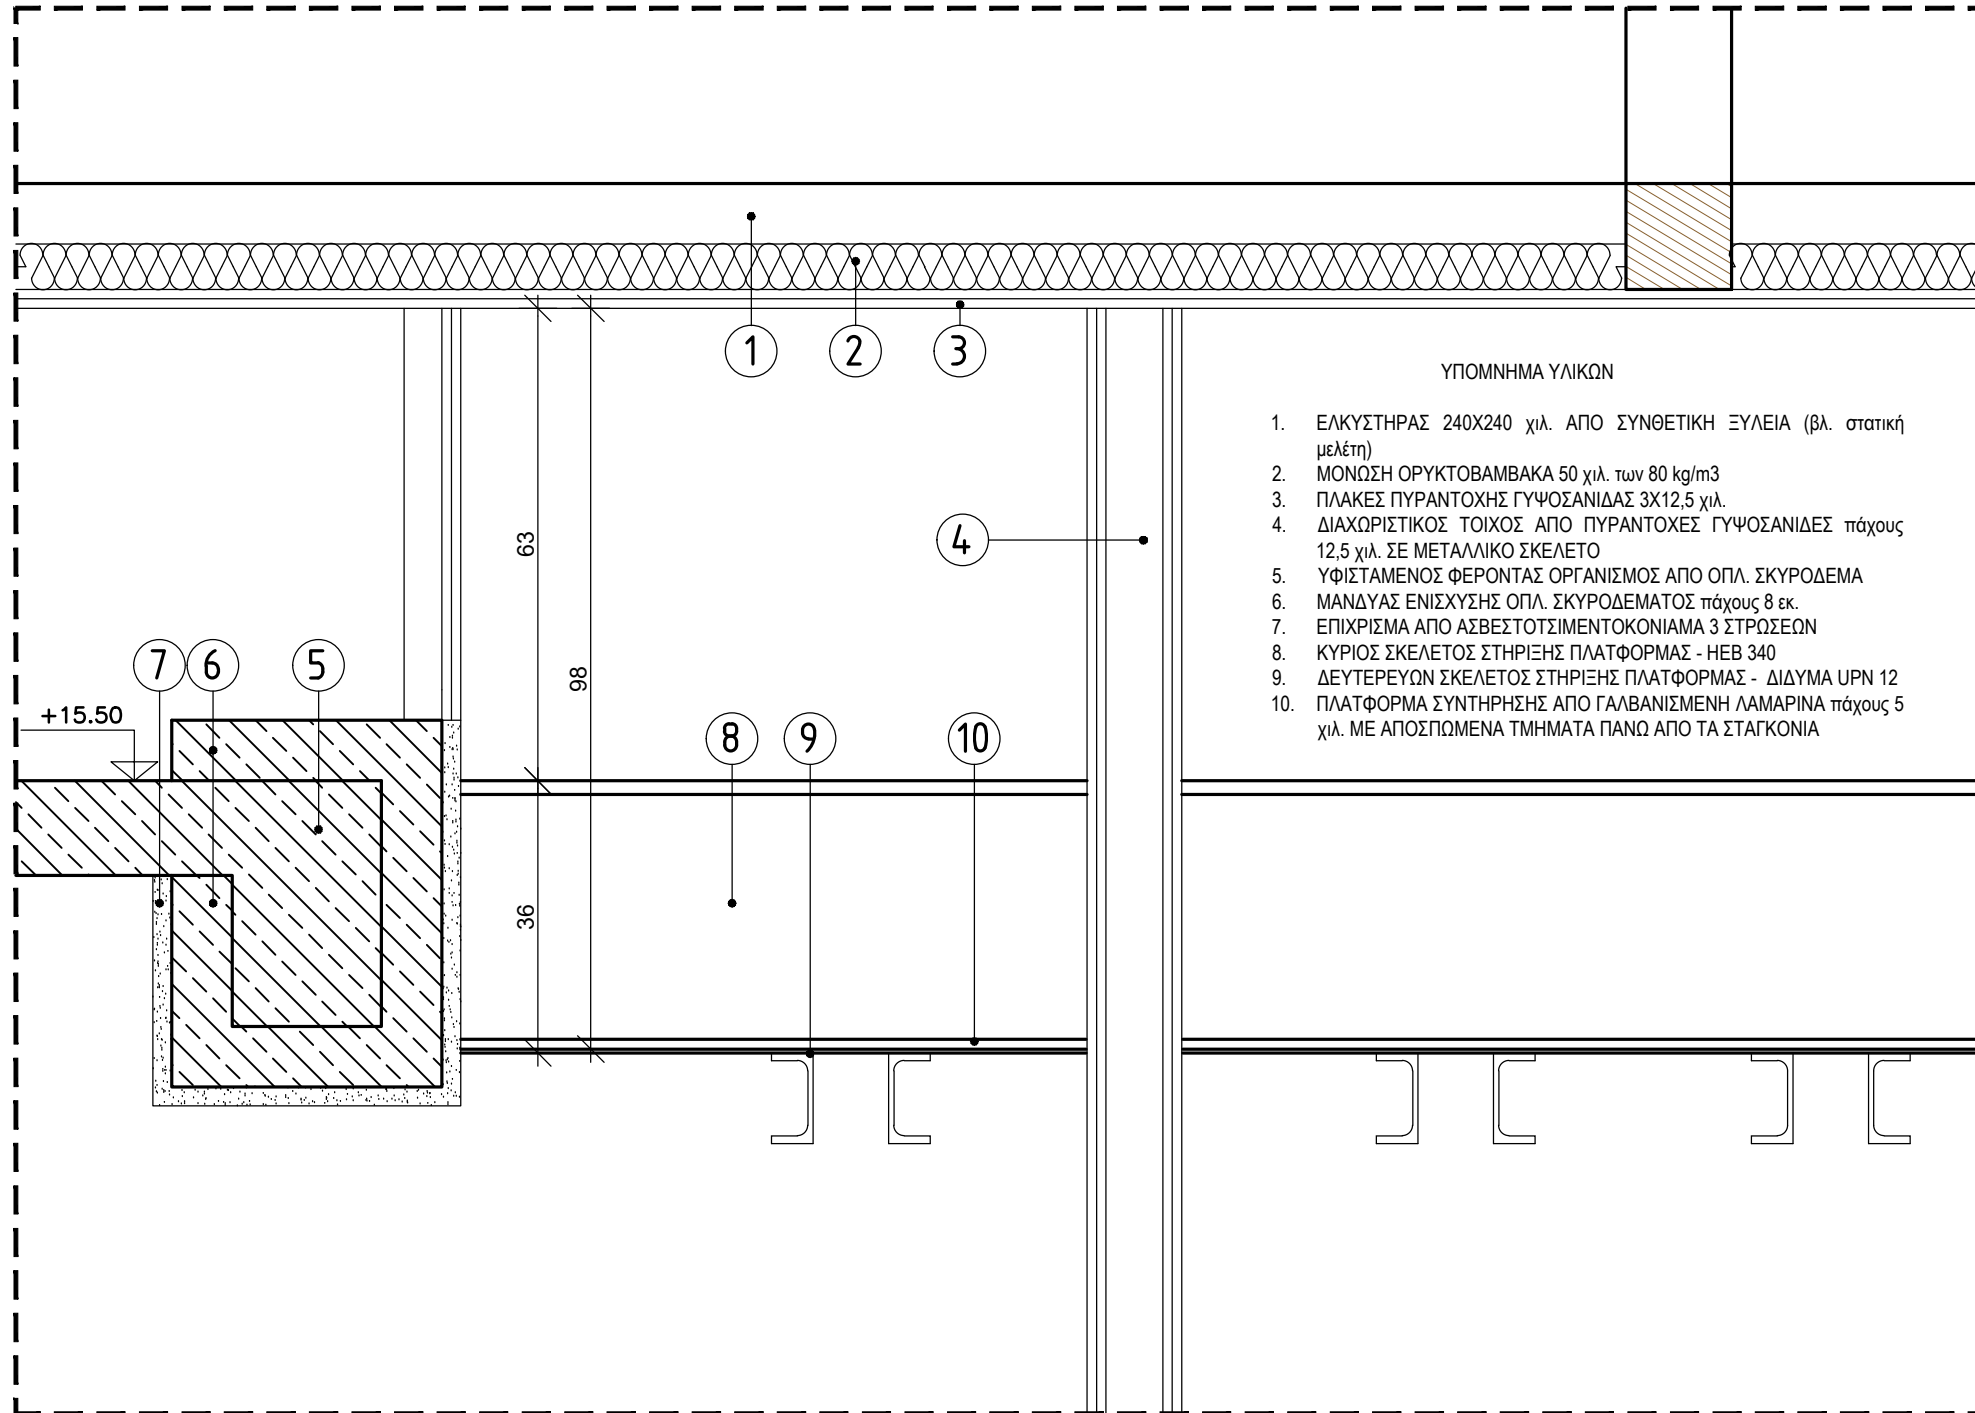 1
2
3
ΥΠΟΜΝΗΜΑ ΥΛΙΚΩΝ
1. ΕΛΚΥΣΤΗΡΑΣ 240Χ240 χιλ. ΑΠΟ ΣΥΝΘΕΤΙΚΗ ΞΥΛΕΙΑ (βλ. στατική
μελέτη)
2. ΜΟΝΩΣΗ ΟΡΥΚΤΟΒΑΜΒΑΚΑ 50 χιλ. των 80 kg/m3
3. ΠΛΑΚΕΣ ΠΥΡΑΝΤΟΧΗΣ ΓΥΨΟΣΑΝΙΔΑΣ 3Χ12,5 χιλ.
4. ΔΙΑΧΩΡΙΣΤΙΚΟΣ ΤΟΙΧΟΣ ΑΠΟ ΠΥΡΑΝΤΟΧΕΣ ΓΥΨΟΣΑΝΙΔΕΣ πάχους
12,5 χιλ. ΣΕ ΜΕΤΑΛΛΙΚΟ ΣΚΕΛΕΤΟ
5. ΥΦΙΣΤΑΜΕΝΟΣ ΦΕΡΟΝΤΑΣ ΟΡΓΑΝΙΣΜΟΣ ΑΠΟ ΟΠΛ. ΣΚΥΡΟΔΕΜΑ
6. ΜΑΝΔΥΑΣ ΕΝΙΣΧΥΣΗΣ ΟΠΛ. ΣΚΥΡΟΔΕΜΑΤΟΣ πάχους 8 εκ.
7. ΕΠΙΧΡΙΣΜΑ ΑΠΟ ΑΣΒΕΣΤΟΤΣΙΜΕΝΤΟΚΟΝΙΑΜΑ 3 ΣΤΡΩΣΕΩΝ
8. ΚΥΡΙΟΣ ΣΚΕΛΕΤΟΣ ΣΤΗΡΙΞΗΣ ΠΛΑΤΦΟΡΜΑΣ - HEB 340
9. ΔΕΥΤΕΡΕΥΩΝ ΣΚΕΛΕΤΟΣ ΣΤΗΡΙΞΗΣ ΠΛΑΤΦΟΡΜΑΣ - ΔΙΔΥΜΑ UPN 12
10. ΠΛΑΤΦΟΡΜΑ ΣΥΝΤΗΡΗΣΗΣ ΑΠΟ ΓΑΛΒΑΝΙΣΜΕΝΗ ΛΑΜΑΡΙΝΑ πάχους 5
χιλ. ΜΕ ΑΠΟΣΠΩΜΕΝΑ ΤΜΗΜΑΤΑ ΠΑΝΩ ΑΠΟ ΤΑ ΣΤΑΓΚΟΝΙΑ
63
4
98
7
6
5
+15.50
8
9
10
36